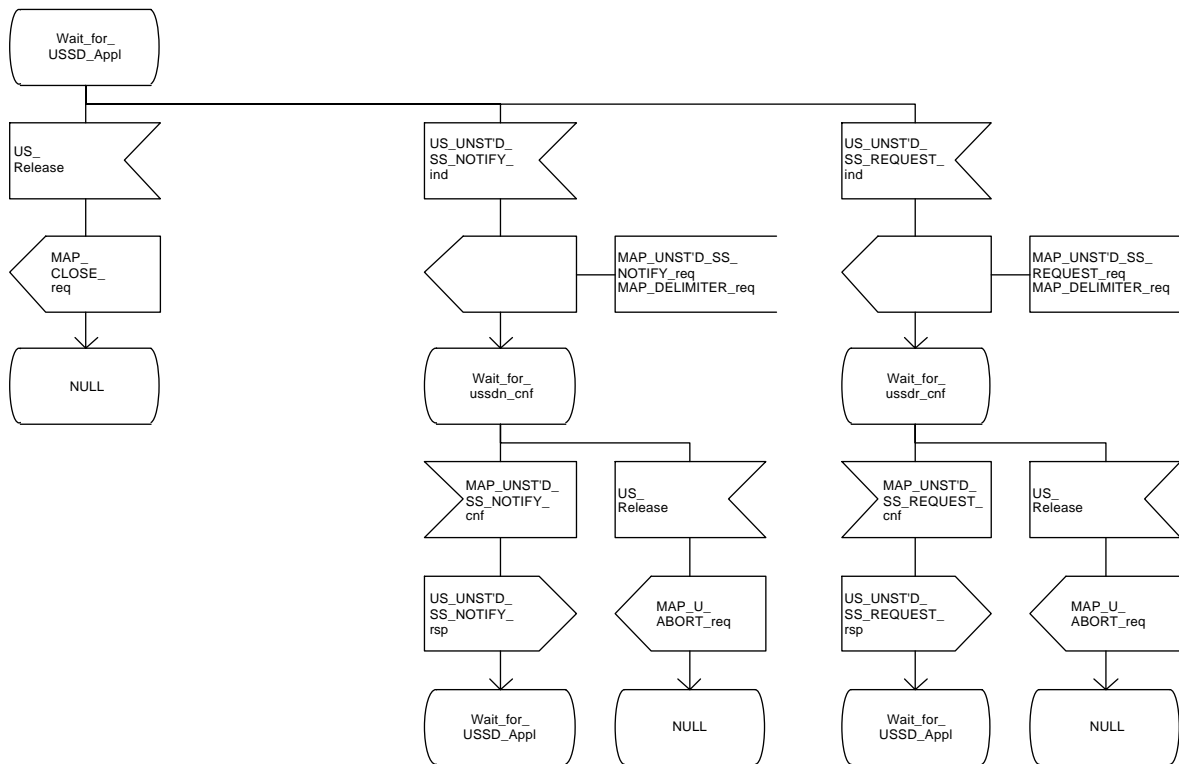 Wait_for_
USSD_Appl
US_
Release
US_UNST'D_
SS_NOTIFY_
ind
US_UNST'D_
SS_REQUEST_
ind
MAP_
CLOSE_
req
MAP_UNST'D_SS_
NOTIFY_req
MAP_DELIMITER_req
MAP_UNST'D_SS_
REQUEST_req
MAP_DELIMITER_req
NULL
Wait_for_
ussdn_cnf
Wait_for_
ussdr_cnf
MAP_UNST'D_
SS_NOTIFY_
cnf
US_
Release
MAP_UNST'D_
SS_REQUEST_
cnf
US_
Release
US_UNST'D_
SS_NOTIFY_
rsp
MAP_U_
ABORT_req
US_UNST'D_
SS_REQUEST_
rsp
MAP_U_
ABORT_req
Wait_for_
USSD_Appl
NULL
Wait_for_
USSD_Appl
NULL